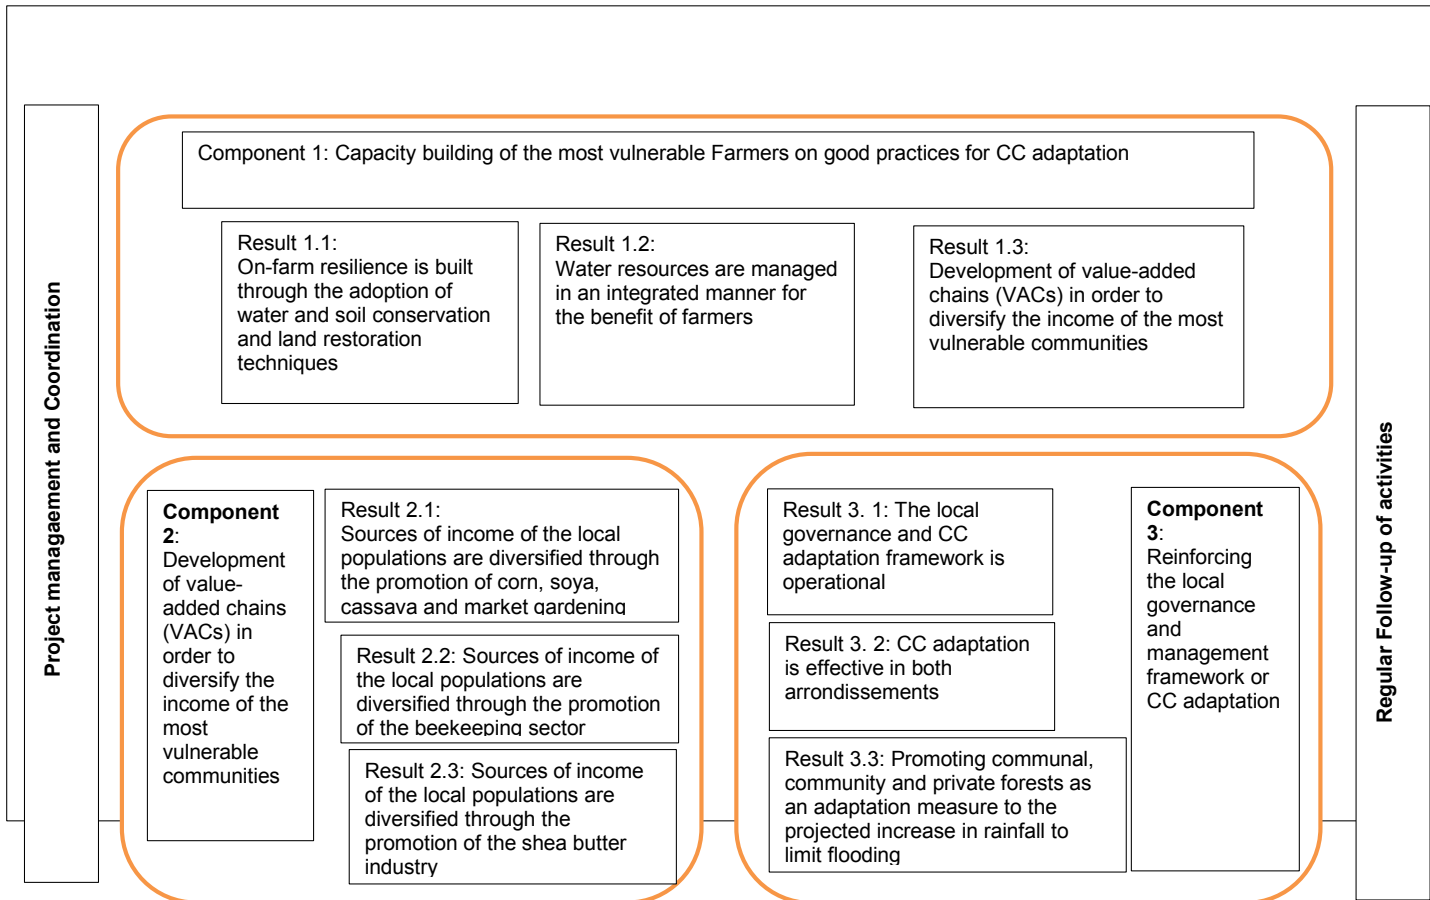 Project managaement and Coordination
Component 1: Capacity building of the most vulnerable Farmers on good practices for CC adaptation
Result 1.1:
On-farm resilience is built
through the adoption of
water and soil conservation
and land restoration
techniques
Result 1.2:
Water resources are managed
in an integrated manner for
the benefit of farmers
Result 1.3:
Development of value-added
chains (VACs) in order to
diversify the income of the most
vulnerable communities
Component
2:
Development
of value-
added chains
(VACs) in
order to
diversify the
income of the
most
vulnerable
communities
Result 2.1:
Sources of income of the local
populations are diversified through
the promotion of corn, soya,
cassava and market gardening
Result 2.2: Sources of income of
the local populations are
diversified through the promotion
of the beekeeping sector
Result 2.3: Sources of income
of the local populations are
diversified through the
promotion of the shea butter
industry
Result 3. 1: The local
governance and CC
adaptation framework is
operational
Result 3. 2: CC adaptation
is effective in both
arrondissements
Result 3.3: Promoting communal,
community and private forests as
an adaptation measure to the
projected increase in rainfall to
limit flooding
Component
3:
Reinforcing
the local
governance
and
management
framework or
CC adaptation
Regular Follow-up of activities